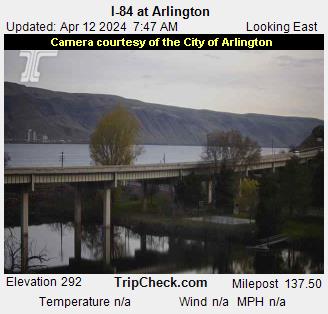 I-84 at Arlington
Updated: Apr 12 2024 7:47 AM Looking East
Camera courtesy of the City of Arlington
Elevation 292 TripCheck.com Milepost 137.50
Temperature n/a Wind n/a MPH n/a